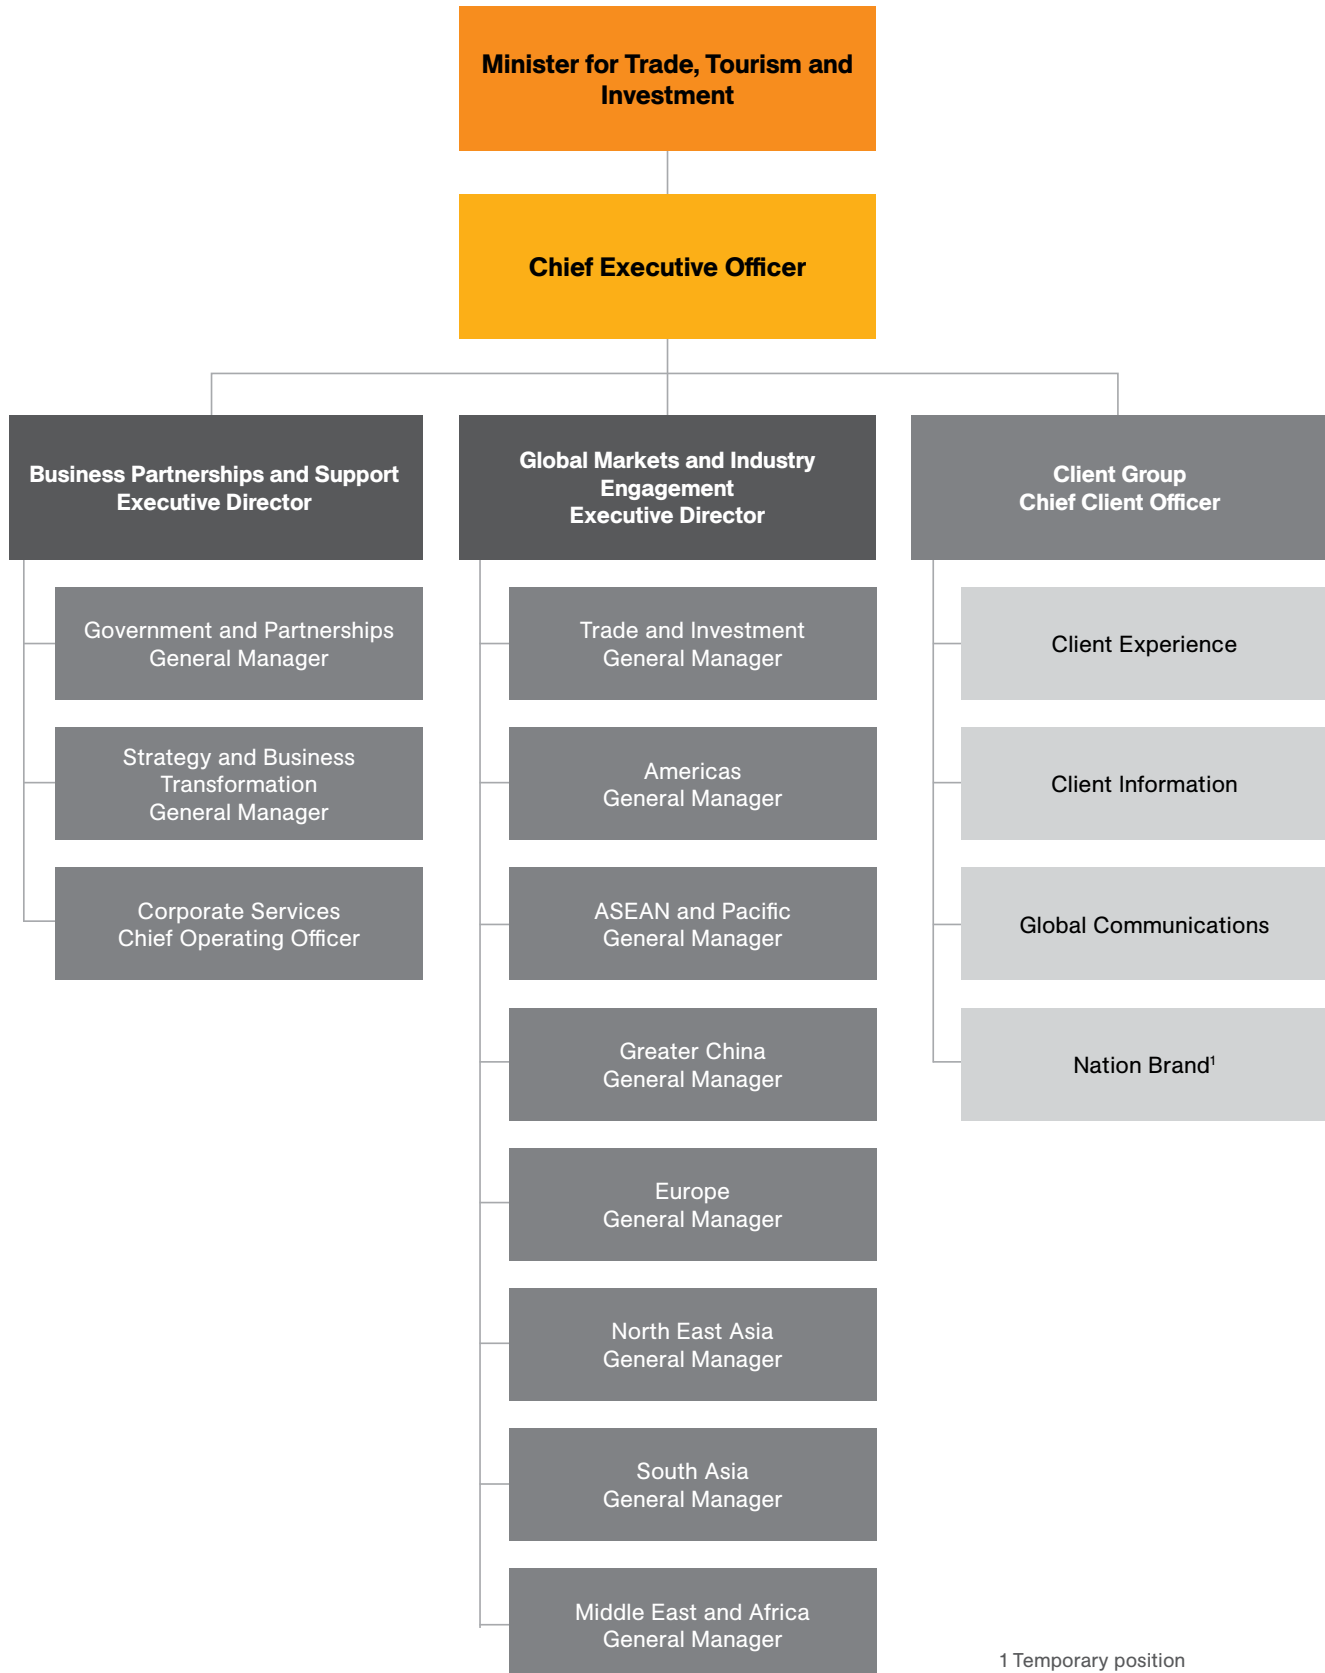 Minister for Trade, Tourism and
Investment
Chief Executive Officer
Business Partnerships and Support
Executive Director
Government and Partnerships
General Manager
Strategy and Business
Transformation
General Manager
Corporate Services
Chief Operating Officer
Global Markets and Industry
Engagement
Executive Director
Trade and Investment
General Manager
Americas
General Manager
ASEAN and Pacific
General Manager
Greater China
General Manager
Europe
General Manager
North East Asia
General Manager
South Asia
General Manager
Middle East and Africa
General Manager
Client Group
Chief Client Officer
Client Experience
Client Information
Global Communications
Nation Brand¹
1 Temporary position